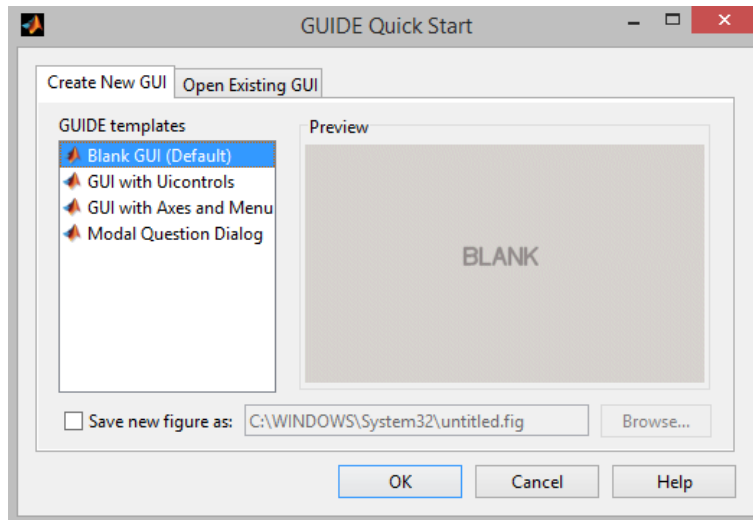 GUIDE Quick Start
Create New GUI
Open Existing GUI
GUIDE templates
Blank GUI (Default)
GUI with Uicontrols
GUI with Axes and Menu
Modal Question Dialog
Preview
BLANK
Save new figure as: C:\WINDOWS\System32\untitled.fig Browse...
OK Cancel Help